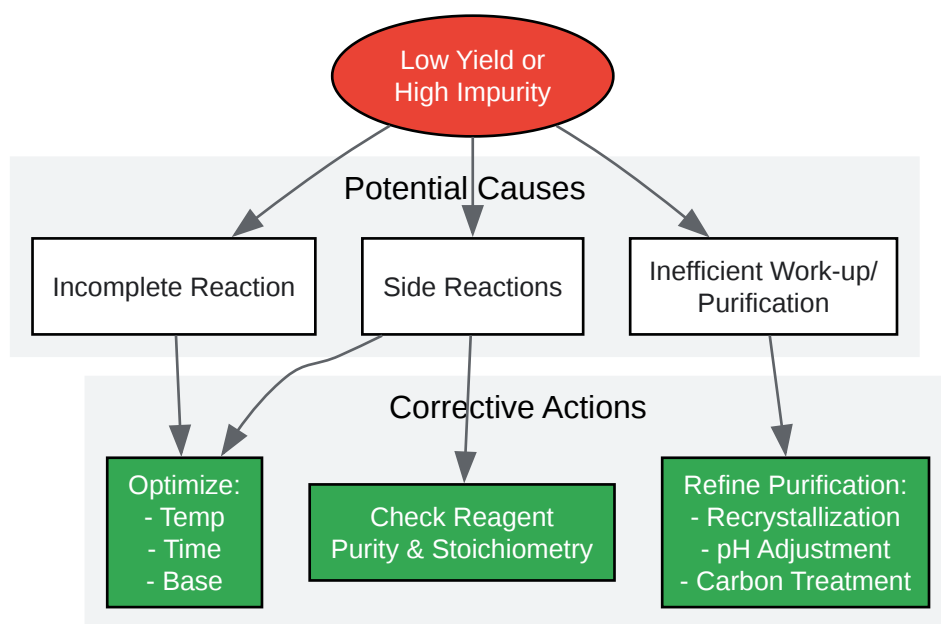 Low Yield or
High Impurity
Potential Causes
Incomplete Reaction
Side Reactions
Inefficient Work-up/
Purification
Corrective Actions
Optimize:
- Temp
- Time
- Base
Check Reagent
Purity & Stoichiometry
Refine Purification:
- Recrystallization
- pH Adjustment
- Carbon Treatment